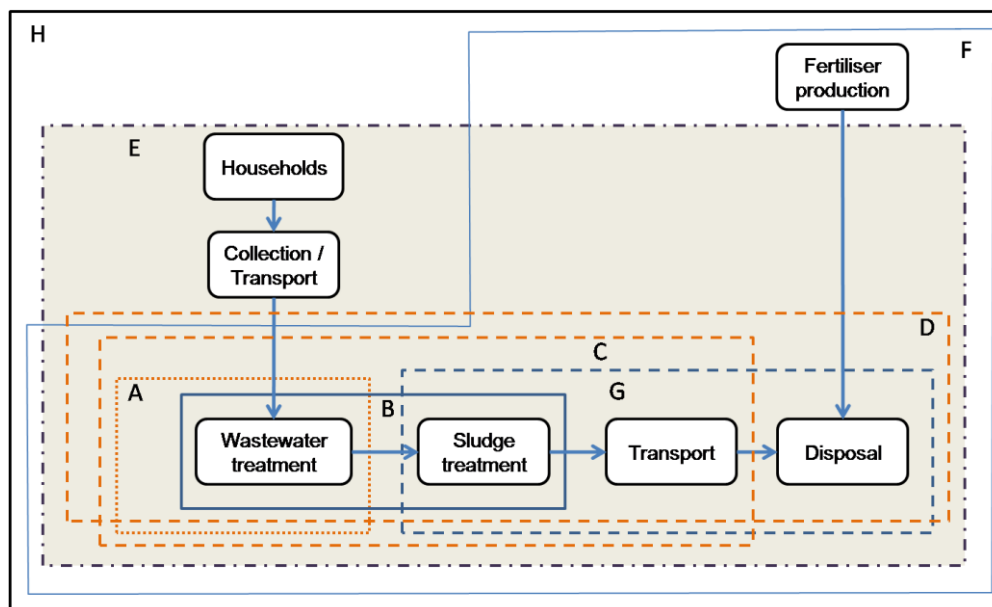 H
F
Fertiliser
production
E
Households
Collection /
Transport
D
C
A
G
B
Wastewater
treatment
Sludge
treatment
Transport
Disposal